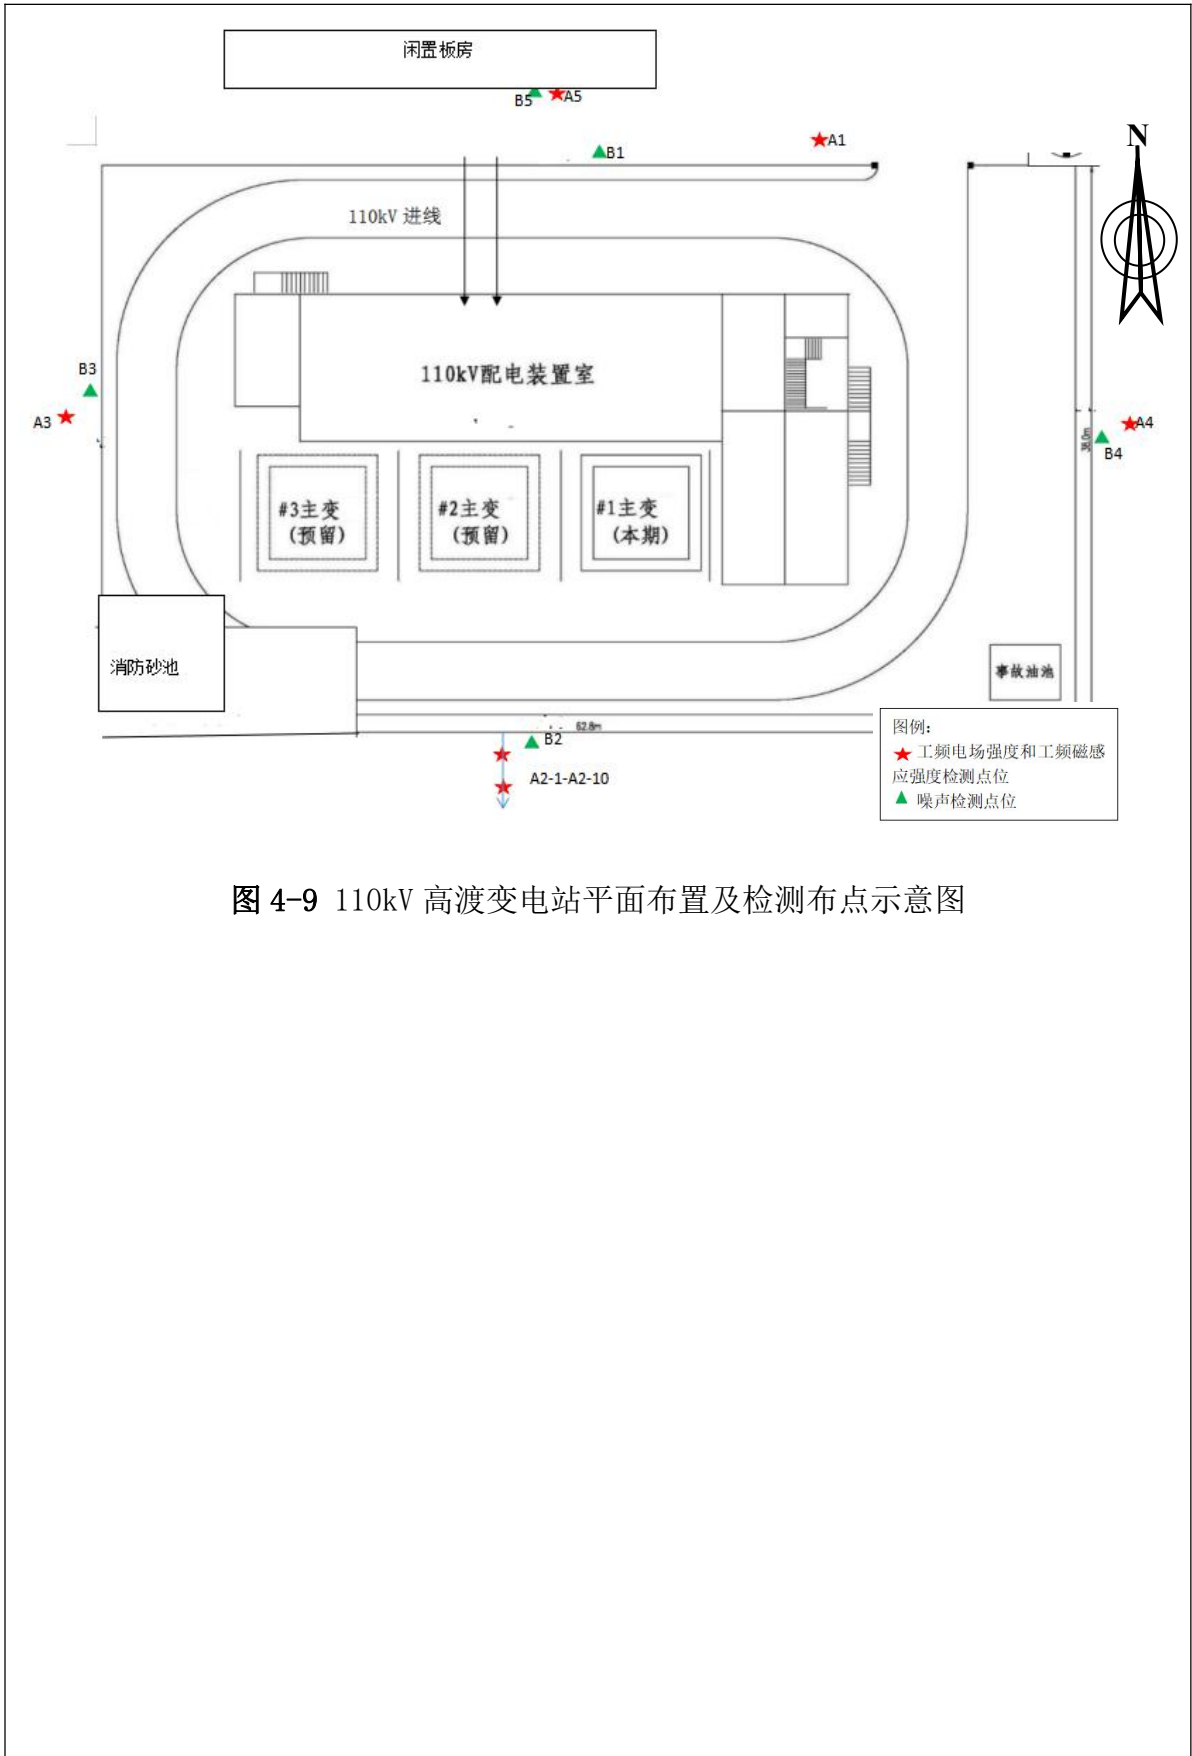 闲置板房
B5
A5
B1
A1
N
110kV 进线
B3
A3
110kV配电装置室
A4
B4
38.0m
#3主变
(预留)
#2主变
(预留)
#1主变
(本期)
消防砂池
事故油池
62.8m
B2
A2-1-A2-10
图例:
工频电场强度和工频磁感
应强度检测点位
噪声检测点位
图 4-9 110kV 高渡变电站平面布置及检测布点示意图